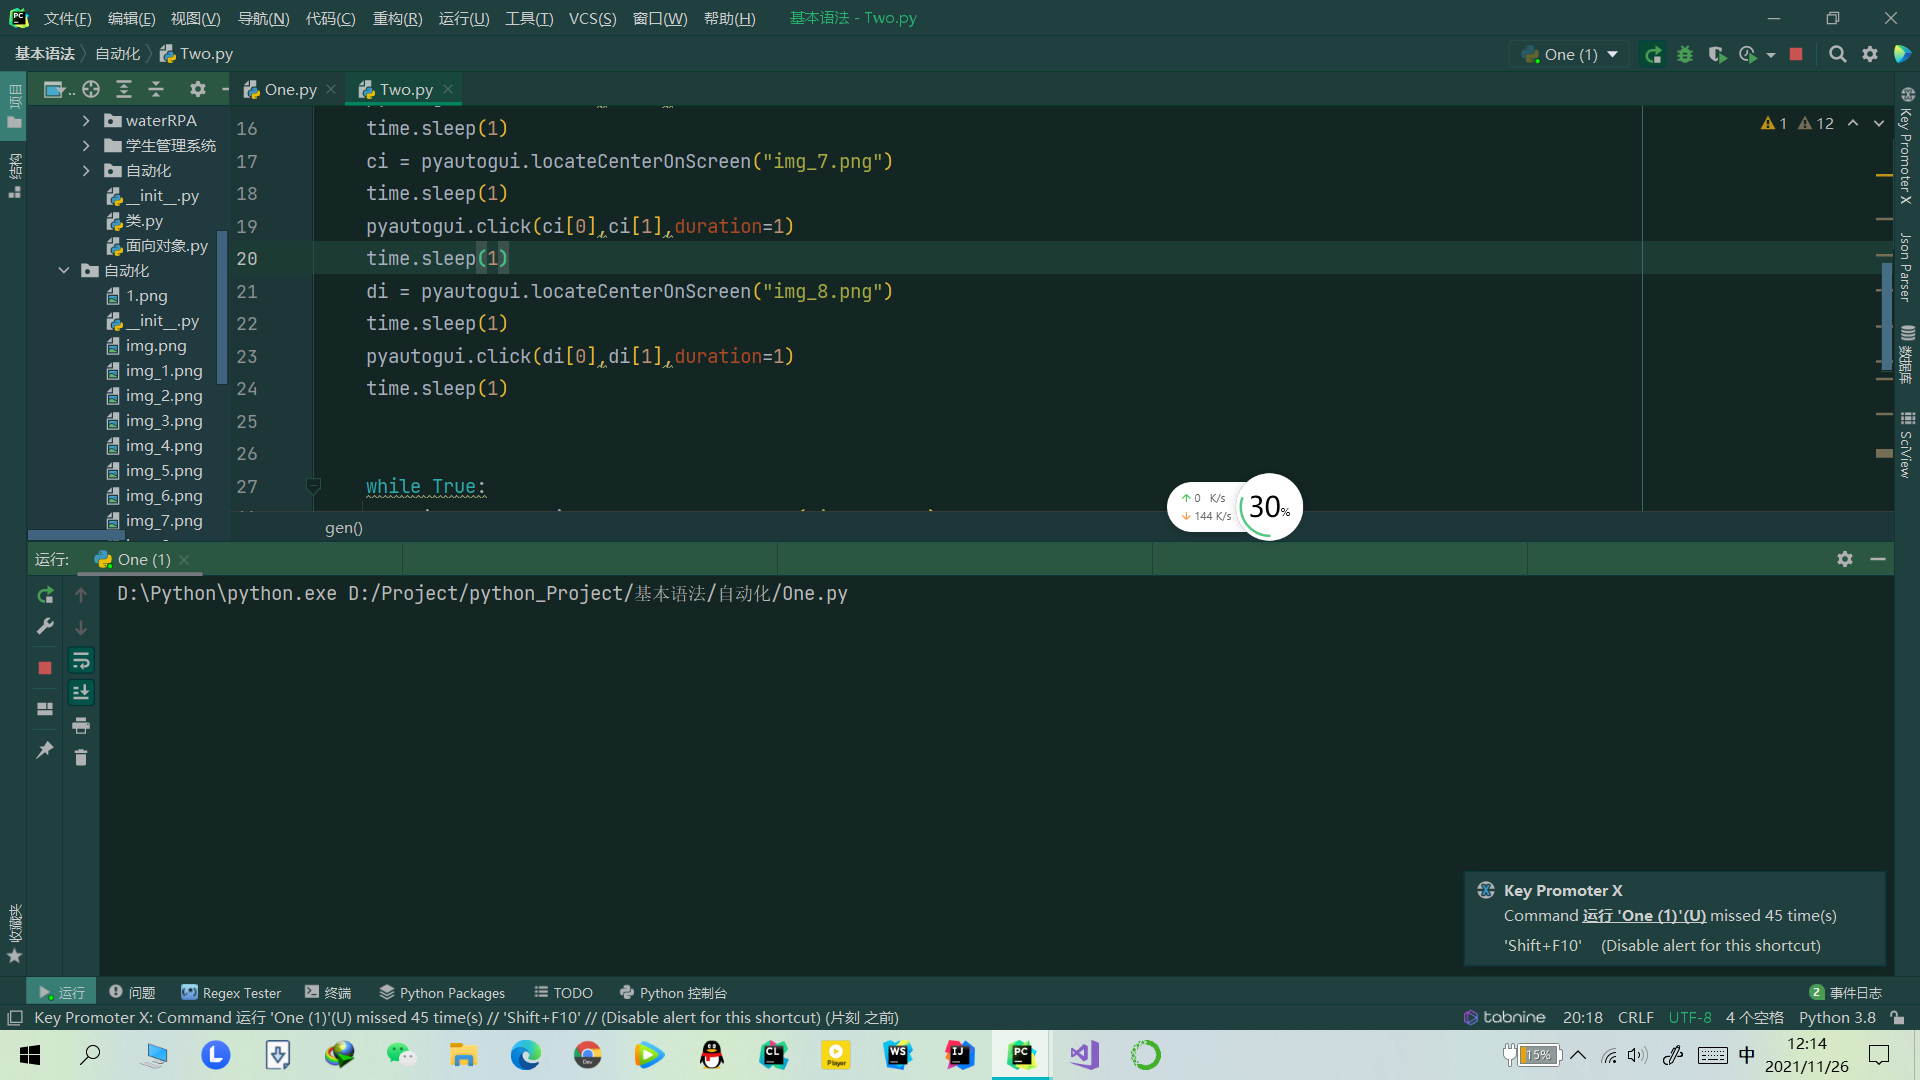 文件(F) 编辑(E) 视图(V) 导航(N) 代码(C) 重构(R) 运行(U) 工具(T) VCS(S) 窗口(W) 帮助(H) 基本语法 - Two.py
基本语法 自动化 Two.py One (1)
One.py Two.py
项目
结构
收藏夹
waterRPA
学生管理系统
自动化
__init__.py
类.py
面向对象.py
自动化
1.png
__init__.py
img.png
img_1.png
img_2.png
img_3.png
img_4.png
img_5.png
img_6.png
img_7.png
16 time.sleep(1)
17 ci = pyautogui.locateCenterOnScreen("img_7.png")
18 time.sleep(1)
19 pyautogui.click(ci[0],ci[1],duration=1)
20 time.sleep(1)
21 di = pyautogui.locateCenterOnScreen("img_8.png")
22 time.sleep(1)
23 pyautogui.click(di[0],di[1],duration=1)
24 time.sleep(1)
25
26
27 while True:
gen()
1 12
Key Promoter X
Json Parser
数据库
SciView
0 K/s
144 K/s
30%
运行: One (1)
D:\Python\python.exe D:/Project/python_Project/基本语法/自动化/One.py
Key Promoter X
Command 运行 'One (1)'(U) missed 45 time(s)
'Shift+F10' (Disable alert for this shortcut)
运行 问题 Regex Tester 终端 Python Packages TODO Python 控制台 2 事件日志
Key Promoter X: Command 运行 'One (1)'(U) missed 45 time(s) // 'Shift+F10' // (Disable alert for this shortcut) (片刻 之前) tabnine 20:18 CRLF UTF-8 4 个空格 Python 3.8
15% 中 12:14
2021/11/26